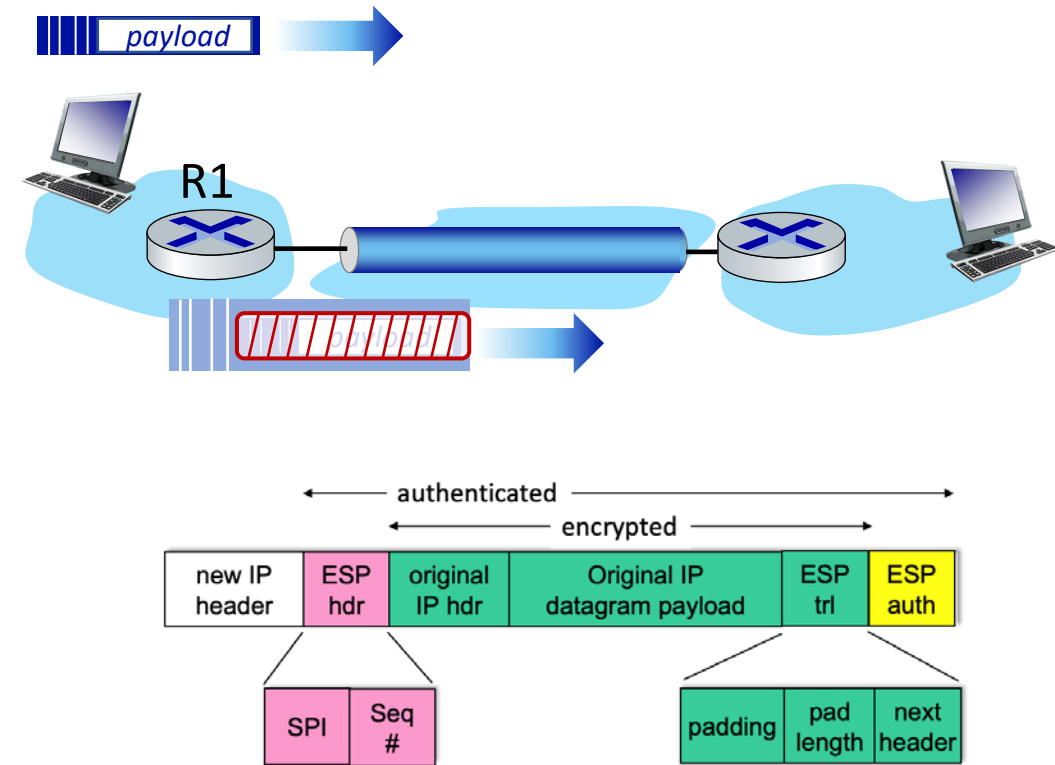 payload
R1
payload
authenticated
encrypted
new IP
header
ESP
hdr
original
IP hdr
Original IP
datagram payload
ESP
trl
ESP
auth
SPI
Seq
#
padding
pad
length
next
header